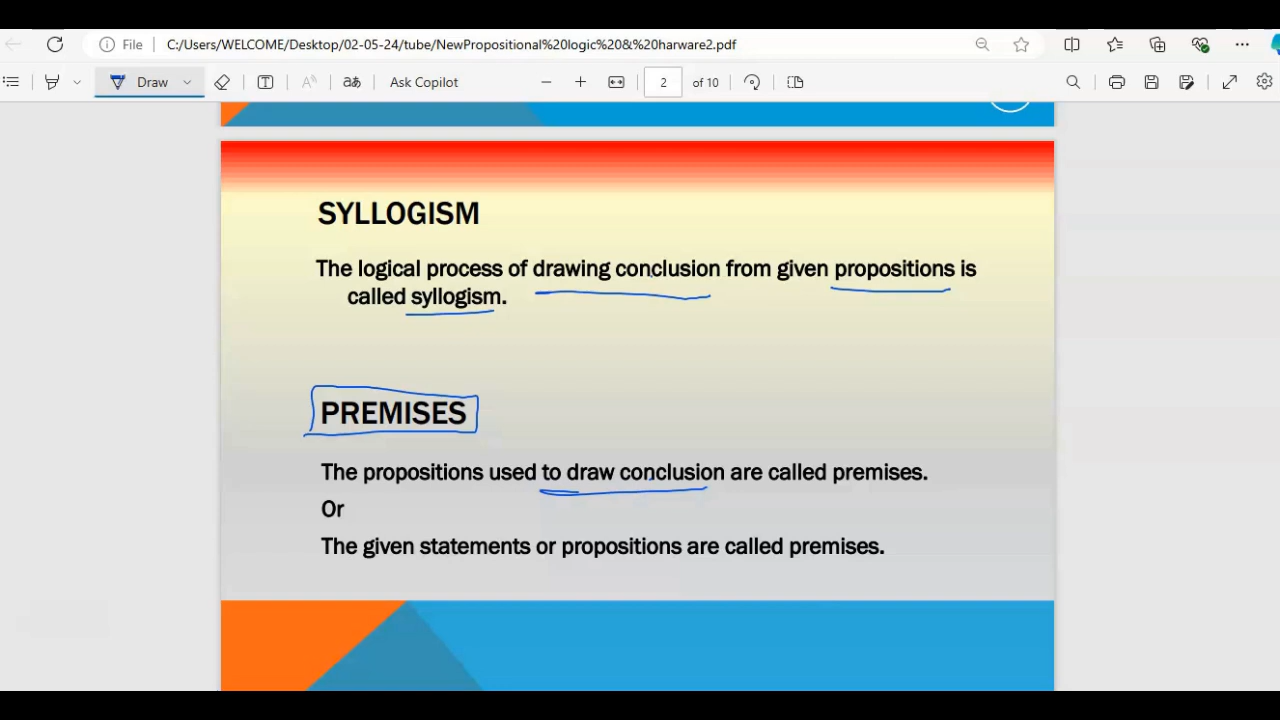 File C:/Users/WELCOME/Desktop/02-05-24/tube/NewPropositional%20logic%20&%20harware2.pdf
Draw aあ Ask Copilot 2 of 10
SYLLOGISM
The logical process of drawing conclusion from given propositions is
called syllogism.
PREMISES
The propositions used to draw conclusion are called premises.
Or
The given statements or propositions are called premises.